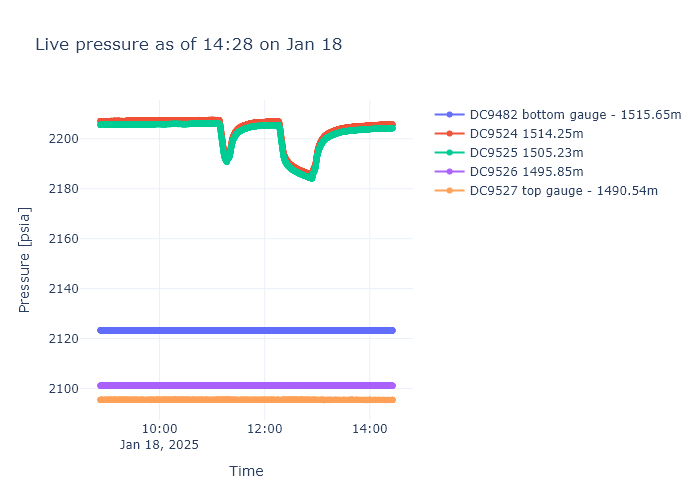 Live pressure as of 14:28 on Jan 18
DC9482 bottom gauge - 1515.65m
DC9524 1514.25m
DC9525 1505.23m
DC9526 1495.85m
DC9527 top gauge - 1490.54m
Pressure [psia]
2200
2180
2160
2140
2120
2100
10:00 12:00 14:00
Jan 18, 2025
Time